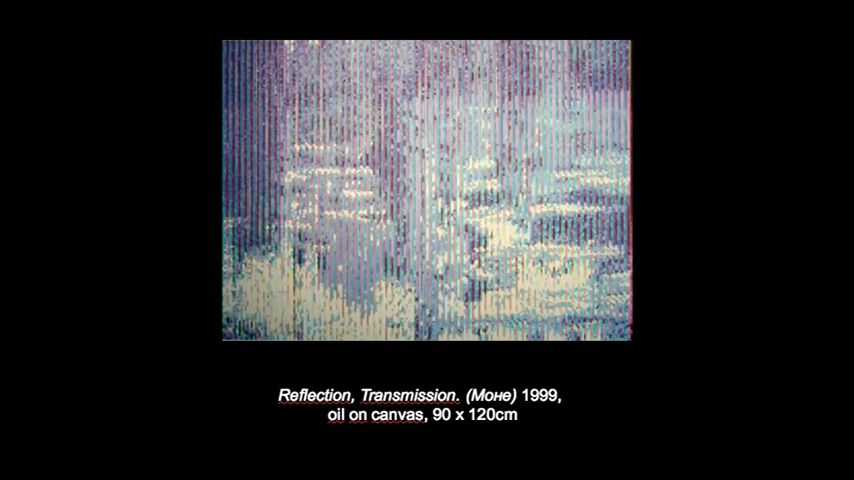 Reflection, Transmission. (Моне) 1999,
oil on canvas, 90 x 120cm